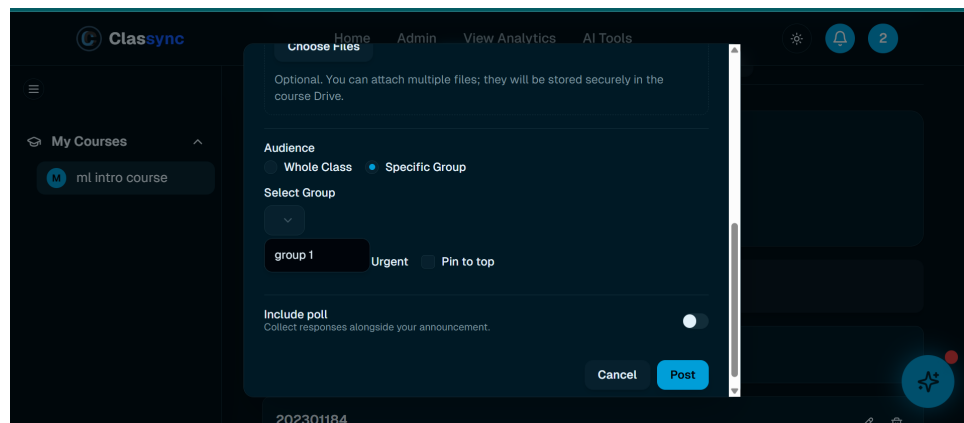 Classync
Home Admin View Analytics AI Tools
2
Choose Files
Optional. You can attach multiple files; they will be stored securely in the
course Drive.
My Courses
M ml intro course
Audience
Whole Class Specific Group
Select Group
group 1
Urgent Pin to top
Include poll
Collect responses alongside your announcement.
Cancel Post
202301184